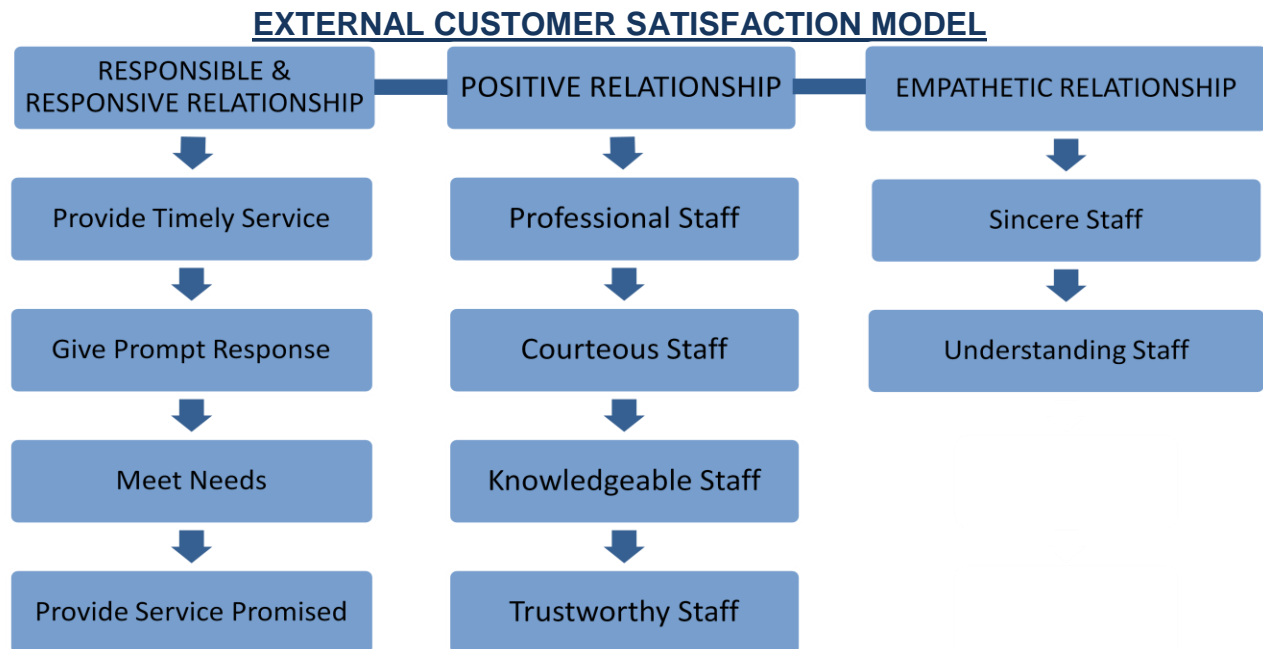 EXTERNAL CUSTOMER SATISFACTION MODEL
RESPONSIBLE &
RESPONSIVE RELATIONSHIP
Provide Timely Service
Give Prompt Response
Meet Needs
Provide Service Promised
POSITIVE RELATIONSHIP
Professional Staff
Courteous Staff
Knowledgeable Staff
Trustworthy Staff
EMPATHETIC RELATIONSHIP
Sincere Staff
Understanding Staff